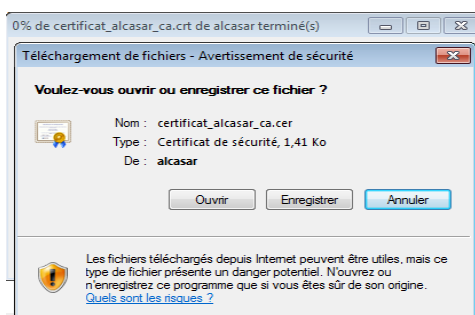 0% de certificat_alcasar_ca.crt de alcasar terminé(s)
Téléchargement de fichiers - Avertissement de sécurité
Voulez-vous ouvrir ou enregistrer ce fichier ?
Nom : certificat_alcasar_ca.cer
Type : Certificat de sécurité, 1,41 Ko
De : alcasar
Ouvrir Enregistrer Annuler
Les fichiers téléchargés depuis Internet peuvent être utiles, mais ce
type de fichier présente un danger potentiel. N'ouvrez ou
n'enregistrez ce programme que si vous êtes sûr de son origine.
Quels sont les risques ?